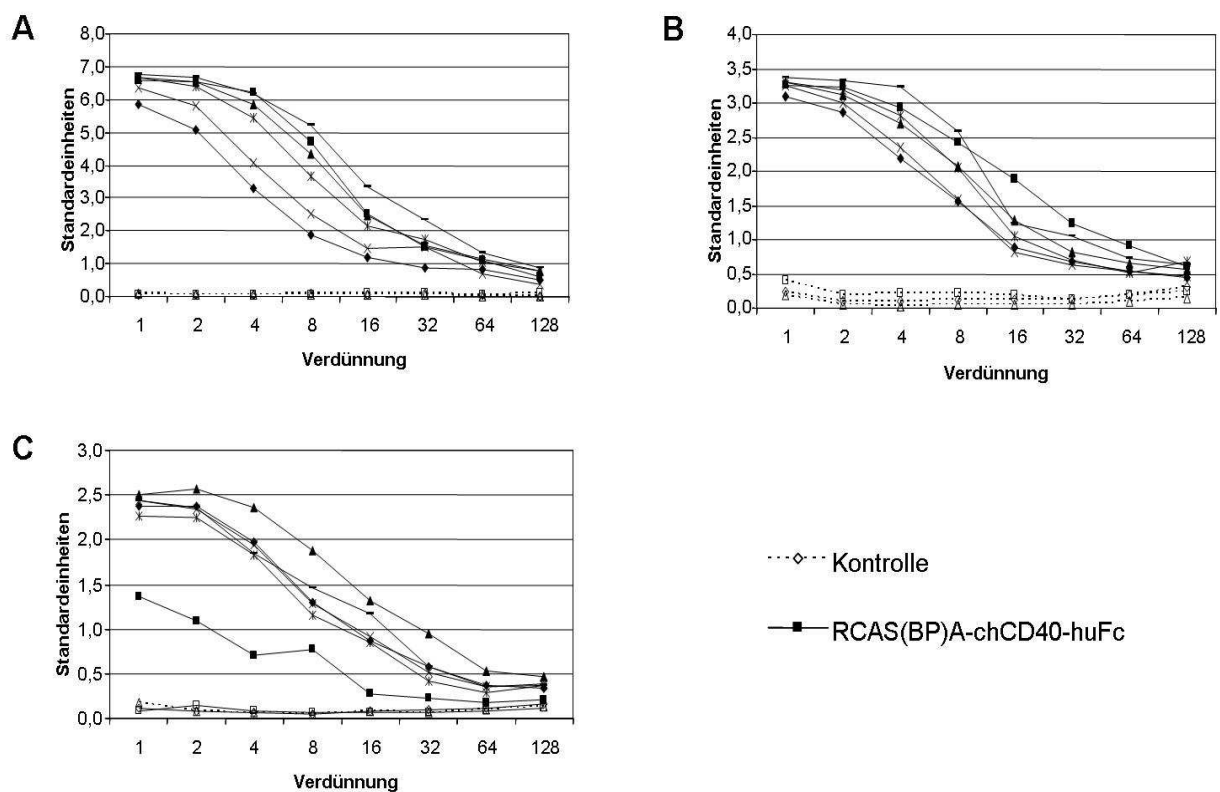 A
Standardeinheiten
8,0
7,0
6,0
5,0
4,0
3,0
2,0
1,0
0,0
1 2 4 8 16 32 64 128
Verdünnung
B
Standardeinheiten
4,0
3,5
3,0
2,5
2,0
1,5
1,0
0,5
0,0
1 2 4 8 16 32 64 128
Verdünnung
C
Standardeinheiten
3,0
2,5
2,0
1,5
1,0
0,5
0,0
1 2 4 8 16 32 64 128
Verdünnung
Kontrolle
RCAS(BP)A-chCD40-huFc